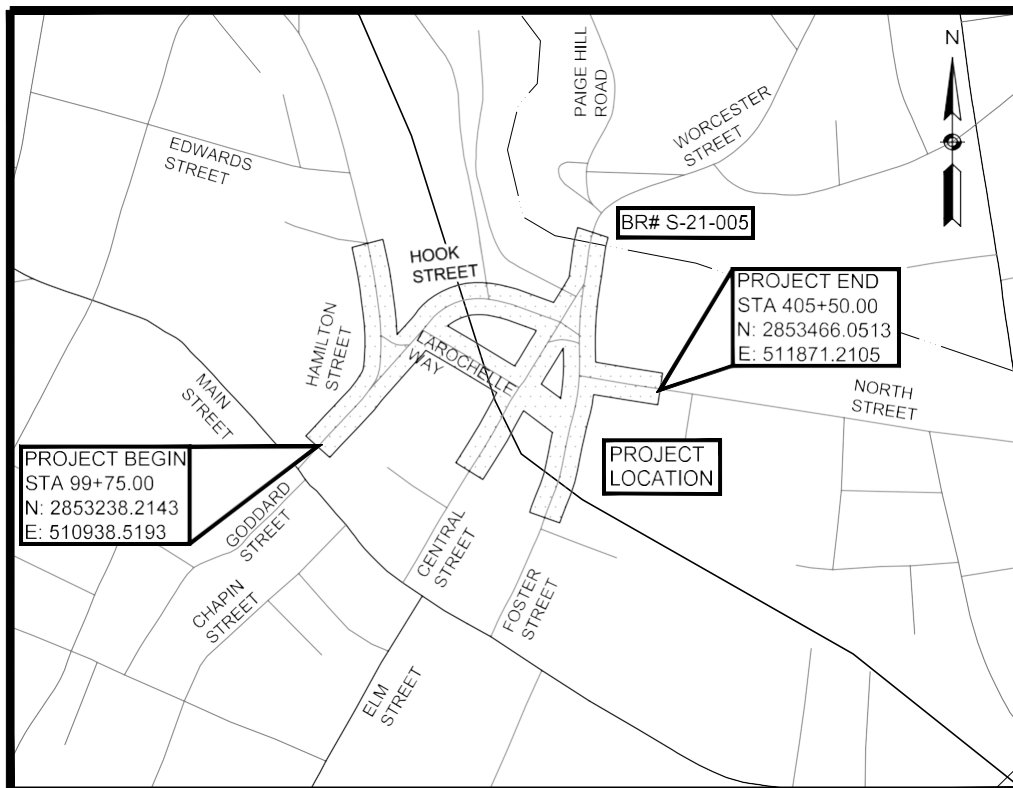 PAIGE HILL
ROAD
N
WORCESTER
STREET
EDWARDS
STREET
BR# S-21-005
HOOK
STREET
PROJECT END
STA 405+50.00
N: 2853466.0513
E: 511871.2105
HAMILTON
STREET
LAROCHELLE
WAY
MAIN
STREET
NORTH
STREET
PROJECT BEGIN
STA 99+75.00
N: 2853238.2143
E: 510938.5193
PROJECT
LOCATION
GODDARD
STREET
CENTRAL
STREET
CHAPIN
STREET
FOSTER
STREET
ELM
STREET